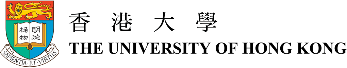 香港大學
THE UNIVERSITY OF HONG KONG